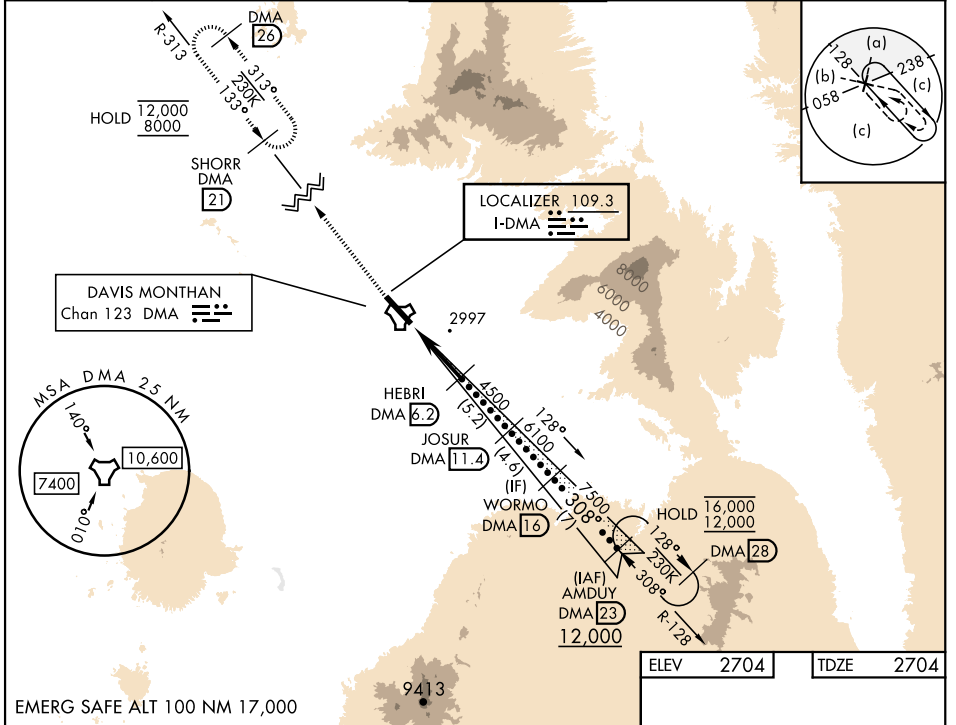 DMA
26
R-313
313°
230K
133°
HOLD 12,000
8000
SHORR
DMA
21
(a)
128
238
(b)
(c)
058
(c)
LOCALIZER 109.3
I-DMA
DAVIS MONTHAN
Chan 123 DMA
2997
8000
6000
4000
MSA DMA 25 NM
140°
10,600
7400
010°
HEBRI
DMA 6.2
4500
(5.2)
128°
6100
JOSUR
DMA 11.4
(4.6)
(IF)
WORMO
DMA 16
7500
308°
(7)
HOLD 16,000
12,000
128°
230K
DMA 28
308°
(IAF)
AMDUY
DMA 23
12,000
R-128
9413
ELEV 2704
TDZE 2704
EMERG SAFE ALT 100 NM 17,000